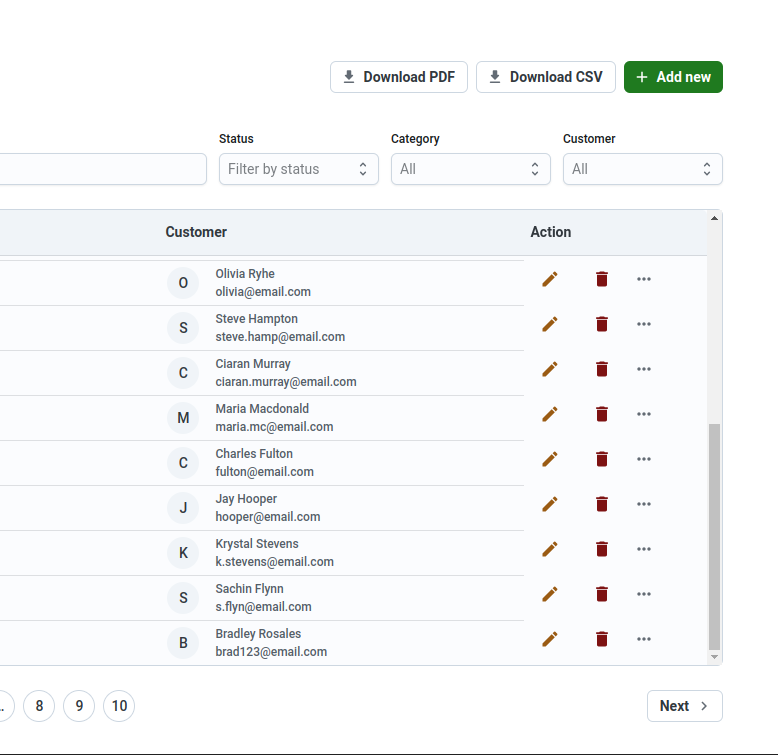 Download PDF
Download CSV
Add new
Status
Category
Customer
Filter by status
All
All
Customer
Action
O
Olivia Ryhe
olivia@email.com
S
Steve Hampton
steve.hamp@email.com
C
Ciaran Murray
ciaran.murray@email.com
M
Maria Macdonald
maria.mc@email.com
C
Charles Fulton
fulton@email.com
J
Jay Hooper
hooper@email.com
K
Krystal Stevens
k.stevens@email.com
S
Sachin Flynn
s.flyn@email.com
B
Bradley Rosales
brad123@email.com
8
9
10
Next